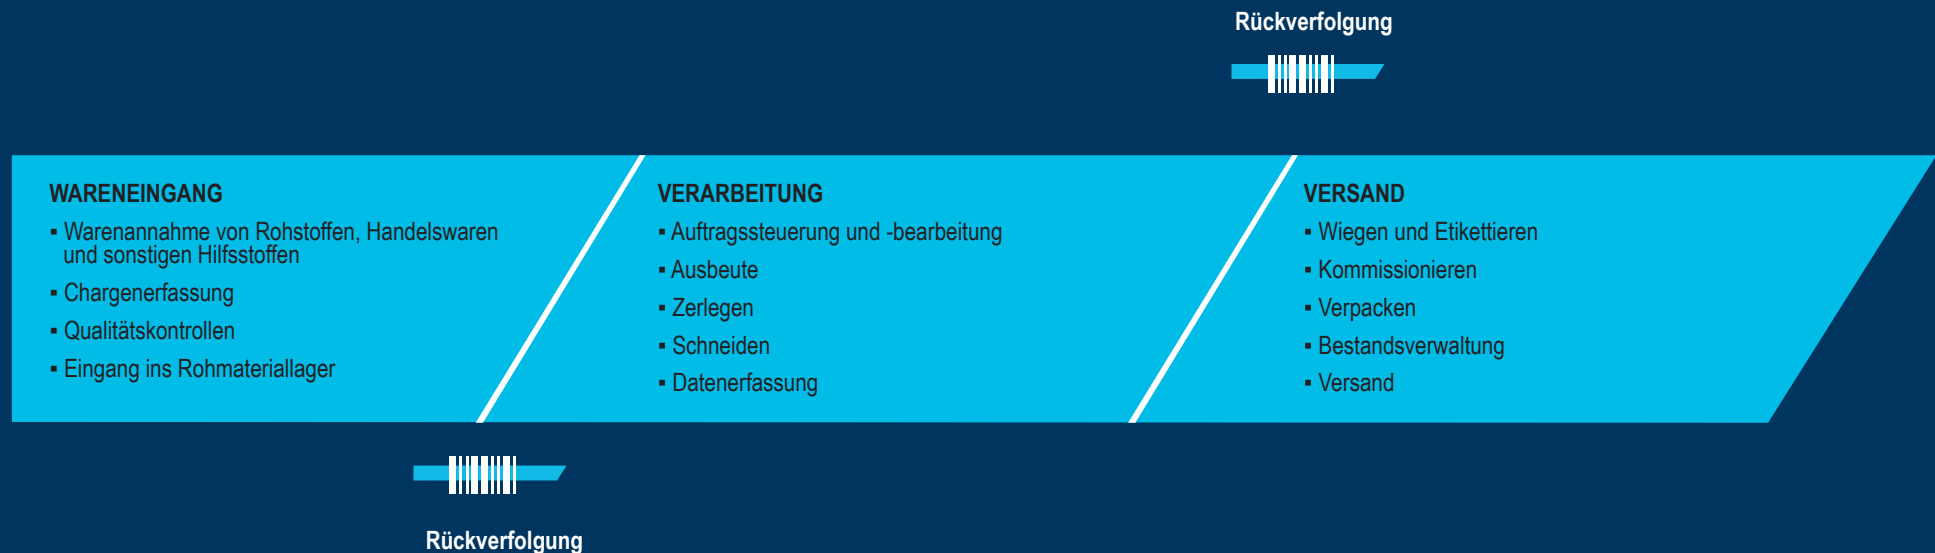 Rückverfolgung
WARENEINGANG
▪ Warenannahme von Rohstoffen, Handelswaren
und sonstigen Hilfsstoffen
▪ Chargenerfassung
▪ Qualitätskontrollen
▪ Eingang ins Rohmateriallager
VERARBEITUNG
▪ Auftragssteuerung und -bearbeitung
▪ Ausbeute
▪ Zerlegen
▪ Schneiden
▪ Datenerfassung
VERSAND
▪ Wiegen und Etikettieren
▪ Kommissionieren
▪ Verpacken
▪ Bestandsverwaltung
▪ Versand
Rückverfolgung